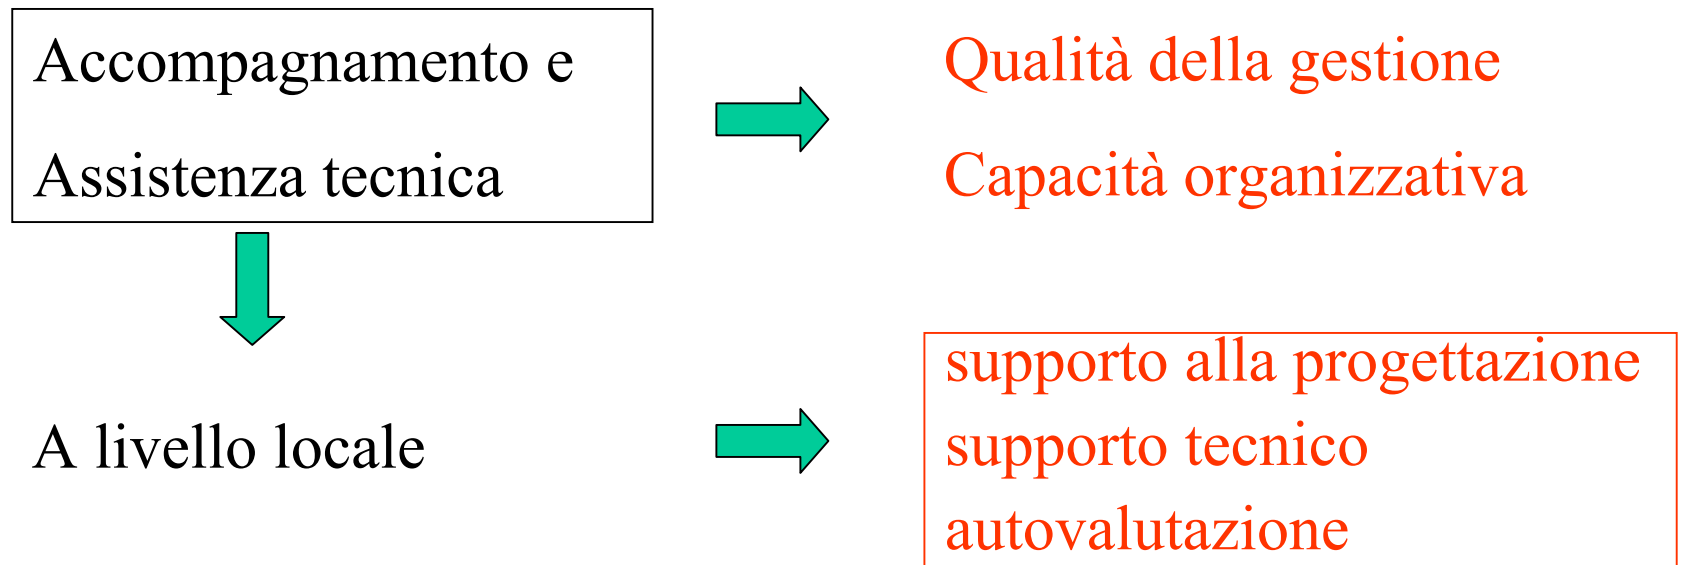 Accompagnamento e
Assistenza tecnica
Qualità della gestione
Capacità organizzativa
A livello locale
supporto alla progettazione
supporto tecnico
autovalutazione